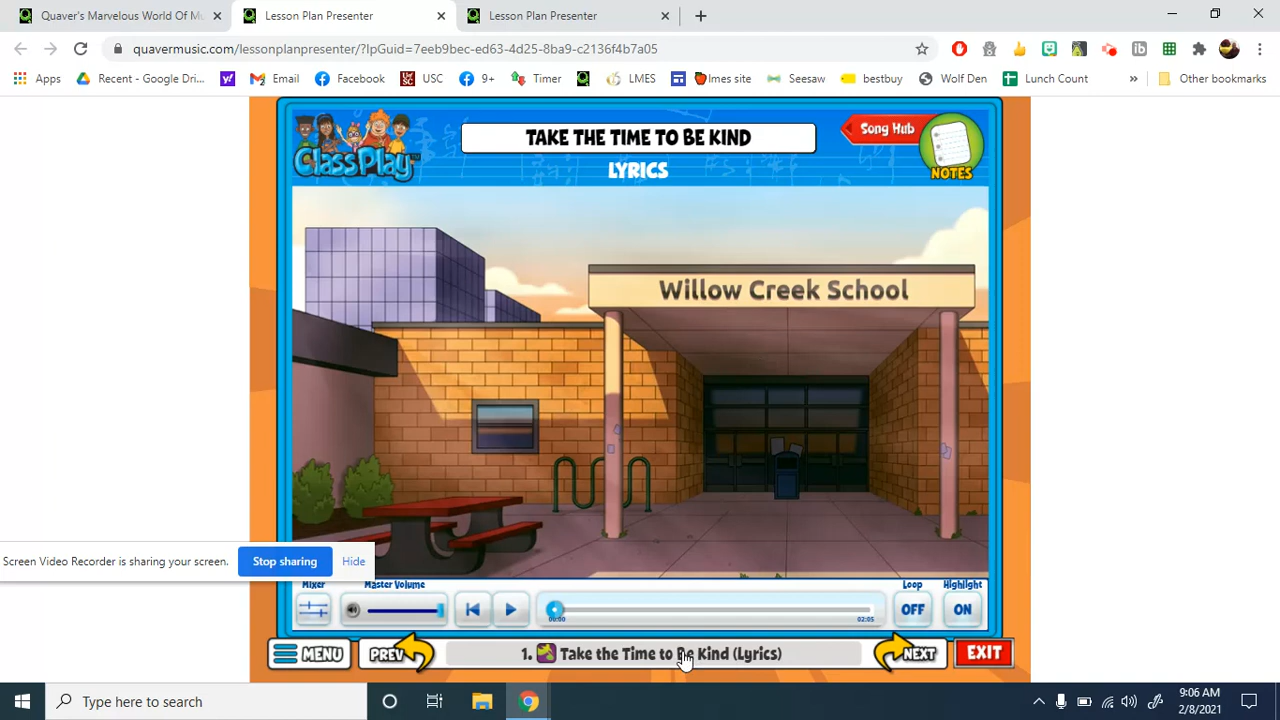 Quaver's Marvelous World Of M
Lesson Plan Presenter
Lesson Plan Presenter
quavermusic.com/lessonplanpresenter/?lpGuid=7eeb9bec-ed63-4d25-8ba9-c2136f4b7a05
Apps
Recent - Google Dri...
Email
Facebook
USC
9+
Timer
LMES
lmes site
Seesaw
bestbuy
Wolf Den
Lunch Count
»
Other bookmarks
ClassPlay
TAKE THE TIME TO BE KIND
Song Hub
LYRICS
NOTES
Willow Creek School
Screen Video Recorder is sharing your screen.
Stop sharing
Hide
Mixer
Master Volume
Loop
Highlight
OFF
ON
00:00
02:05
MENU
PREV
1. Take the Time to Be Kind (Lyrics)
NEXT
EXIT
Type here to search
9:06 AM
2/8/2021